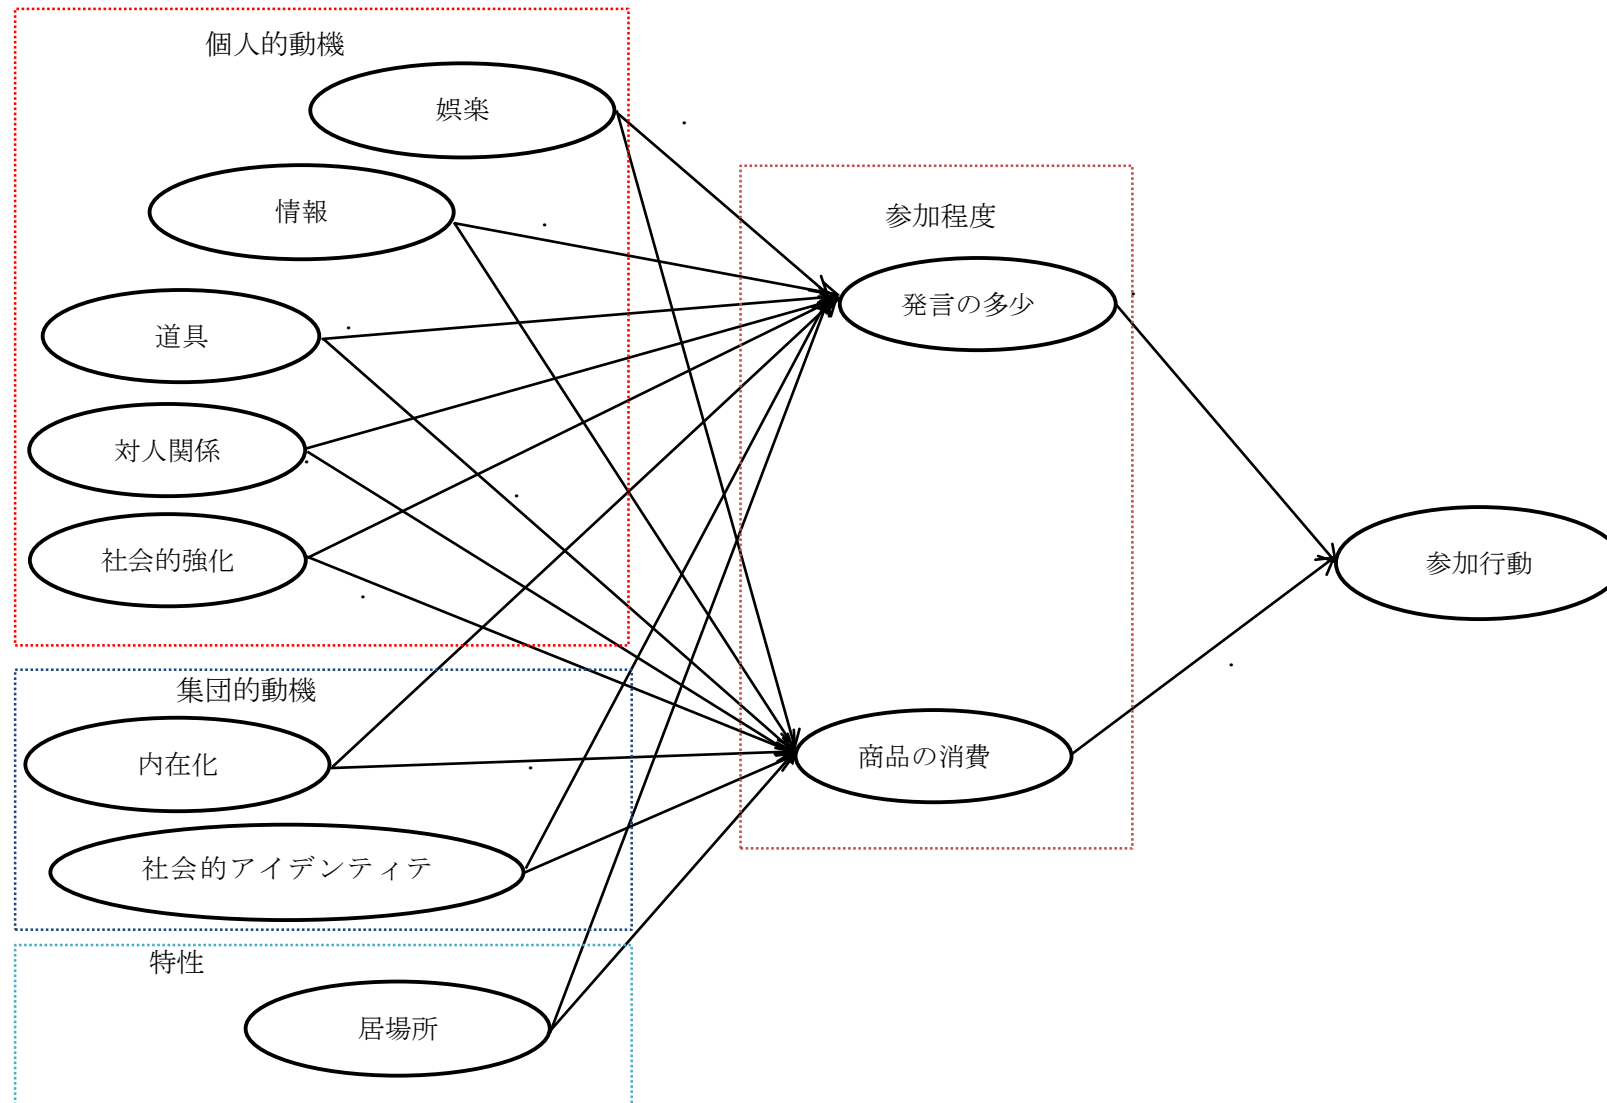 個人的動機
娯楽
情報
道具
対人関係
社会的強化
集団的動機
内在化
社会的アイデンティテ
特性
居場所
参加程度
発言の多少
商品の消費
参加行動